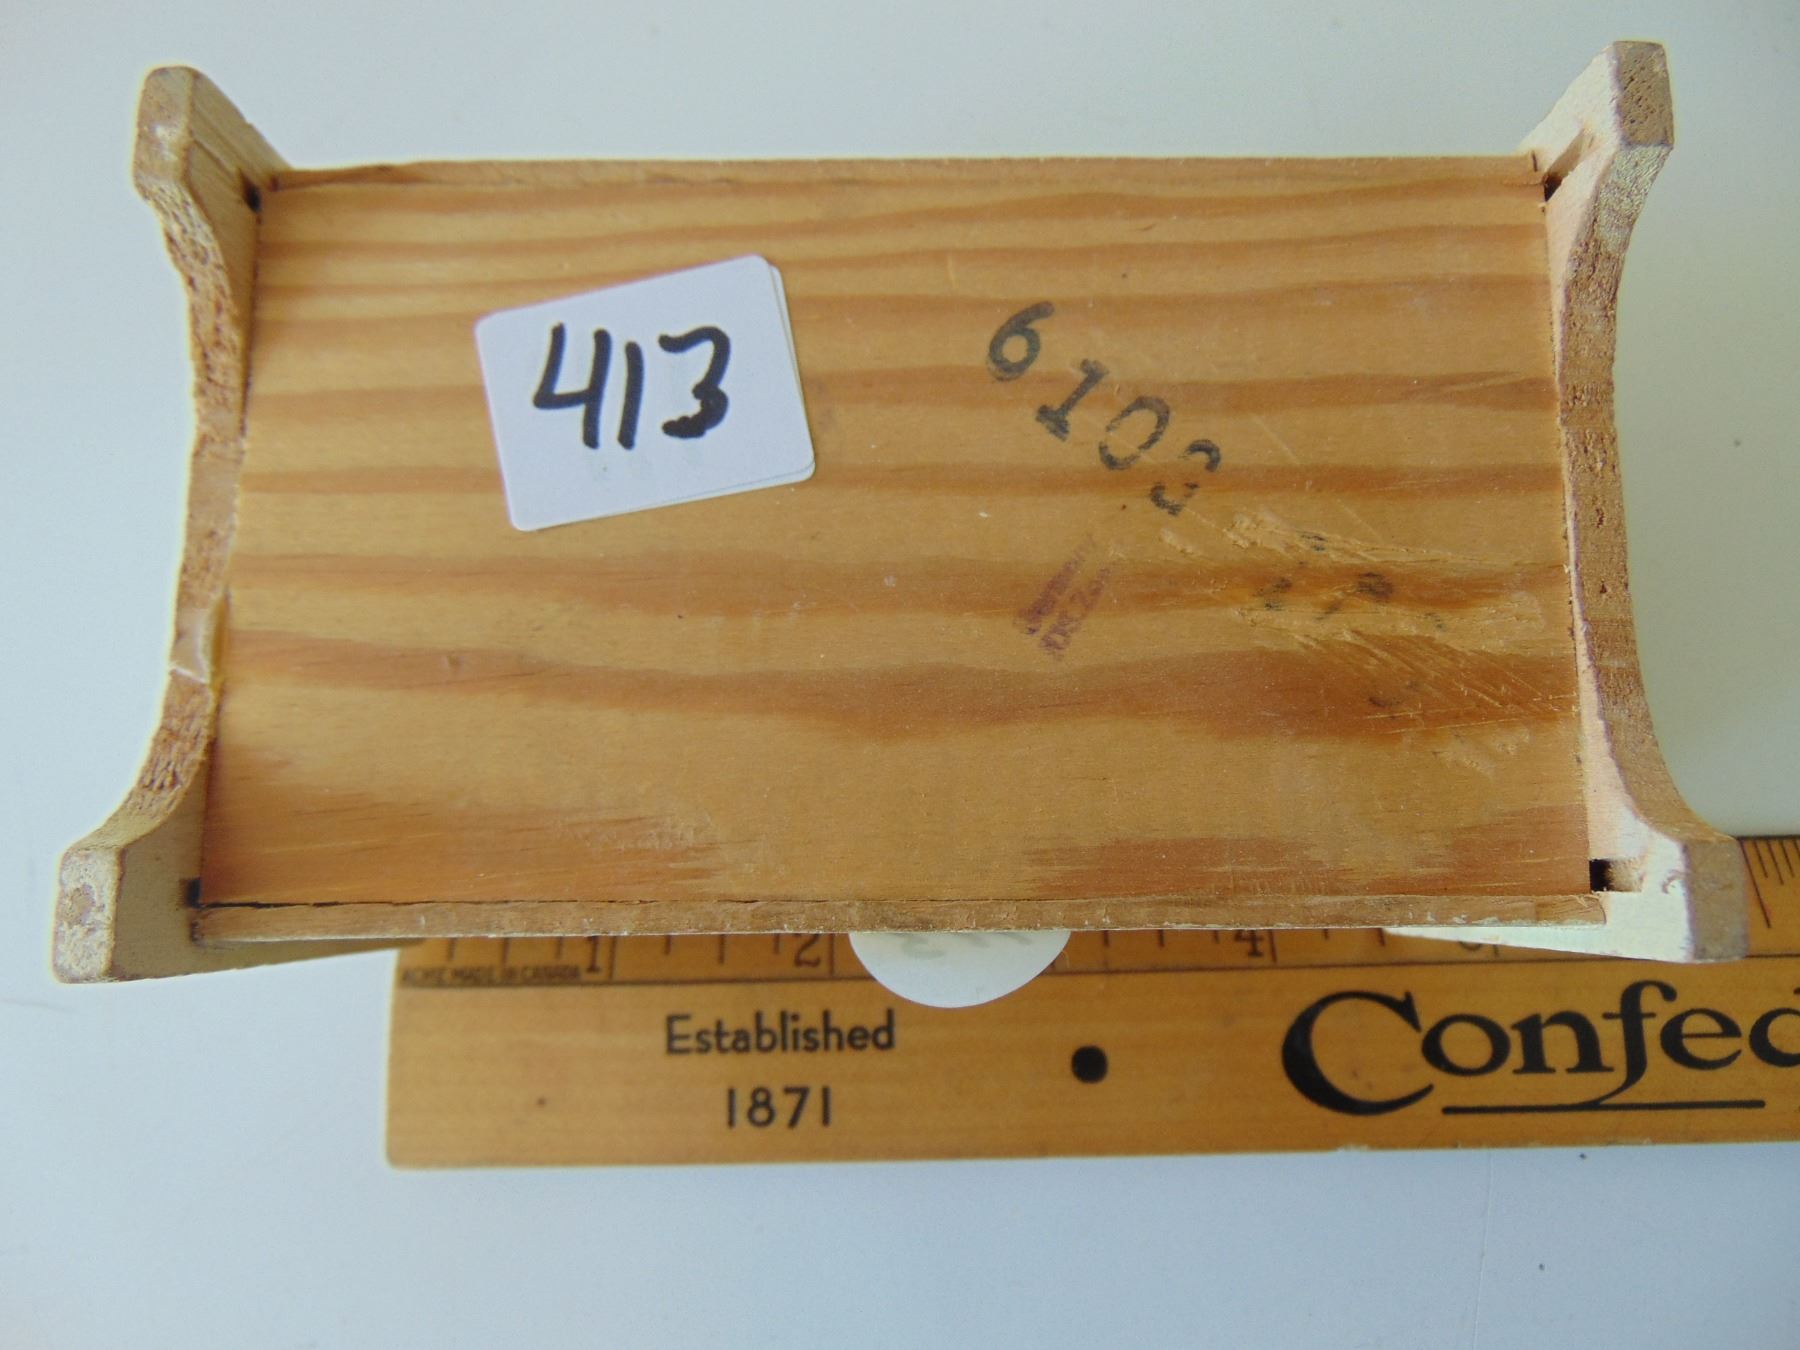 413
610
1 2 4
ACME MADE IN CANADA
Established
1871
Confed